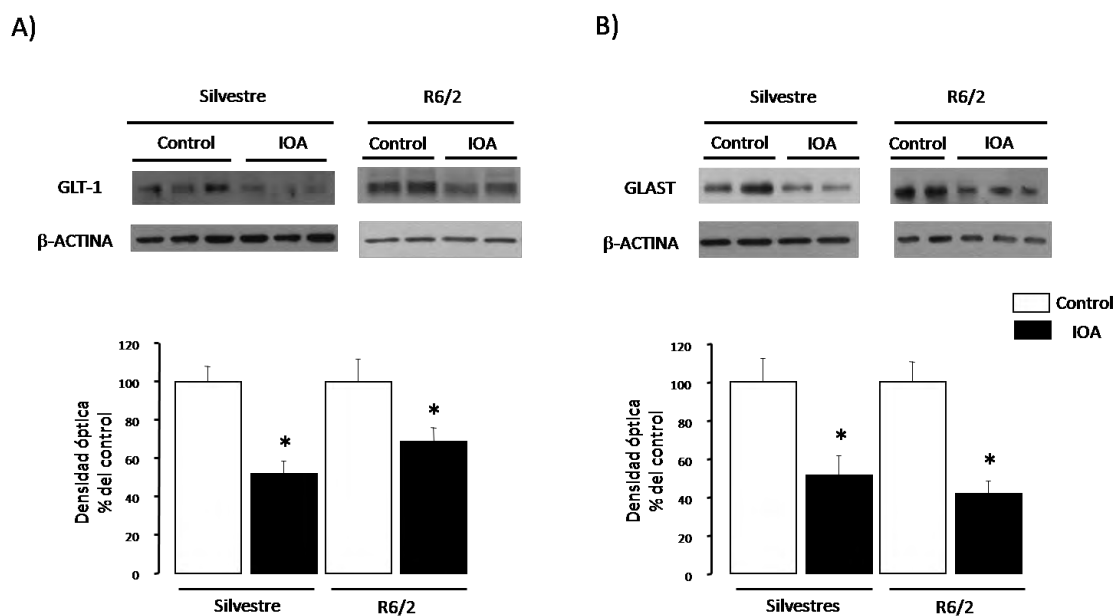 A)
Silvestre
R6/2
Control
IOA
Control
IOA
GLT-1
β-ACTINA
120
100
80
60
40
20
0
Densidad óptica
% del control
*
*
Silvestre
R6/2
B)
Silvestre
R6/2
Control
IOA
Control
IOA
GLAST
β-ACTINA
Control
IOA
120
100
80
60
40
20
0
Densidad óptica
% del control
*
*
Silvestres
R6/2